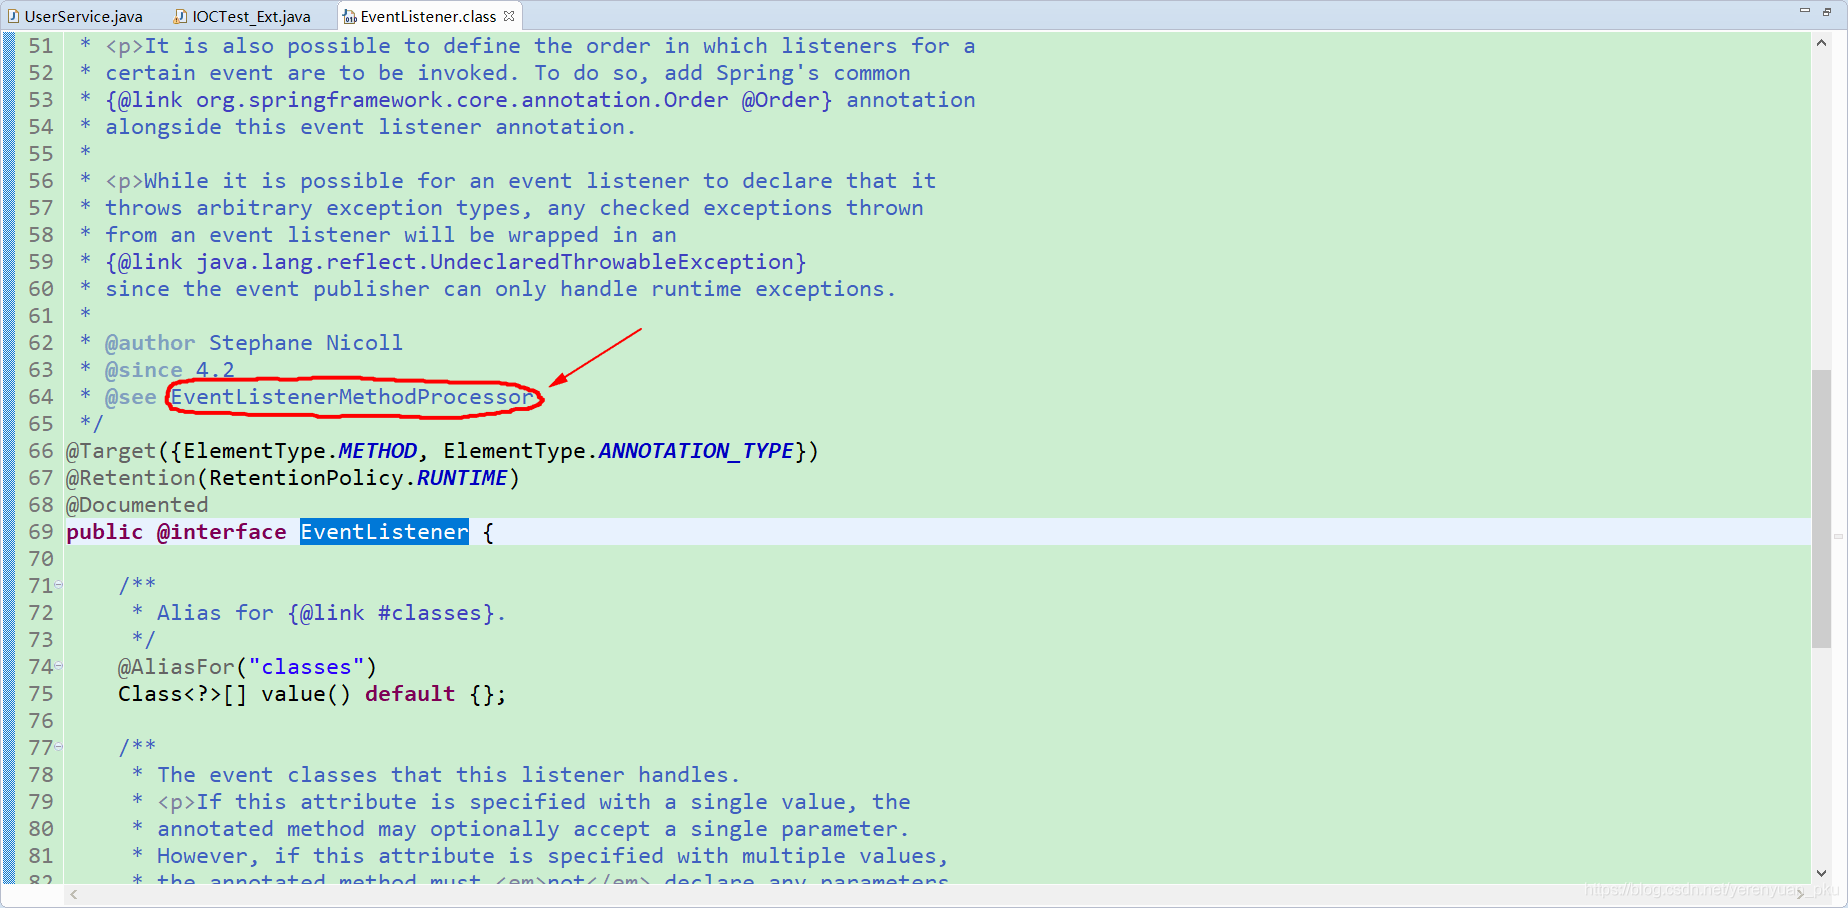 UserService.java IOCTest_Ext.java EventListener.class
51 * <p>It is also possible to define the order in which listeners for a
52 * certain event are to be invoked. To do so, add Spring's common
53 * {@link org.springframework.core.annotation.Order @Order} annotation
54 * alongside this event listener annotation.
55 *
56 * <p>While it is possible for an event listener to declare that it
57 * throws arbitrary exception types, any checked exceptions thrown
58 * from an event listener will be wrapped in an
59 * {@link java.lang.reflect.UndeclaredThrowableException}
60 * since the event publisher can only handle runtime exceptions.
61 *
62 * @author Stephane Nicoll
63 * @since 4.2
64 * @see EventListenerMethodProcessor
65 */
66 @Target({ElementType.METHOD, ElementType.ANNOTATION_TYPE})
67 @Retention(RetentionPolicy.RUNTIME)
68 @Documented
69 public @interface EventListener {
70
71 /**
72 * Alias for {@link #classes}.
73 */
74 @AliasFor("classes")
75 Class<?>[] value() default {};
76
77 /**
78 * The event classes that this listener handles.
79 * <p>If this attribute is specified with a single value, the
80 * annotated method may optionally accept a single parameter.
81 * However, if this attribute is specified with multiple values,
82 * the annotated method must <em>not</em> declare any parameters
https://blog.csdn.net/yerenyuan_pku